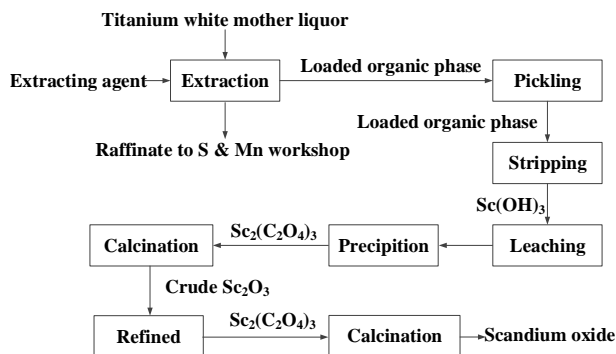 Titanium white mother liquor
Extracting agent
Extraction
Loaded organic phase
Pickling
Raffinate to S & Mn workshop
Loaded organic phase
Stripping
Sc(OH)₃
Leaching
Precipition
Sc₂(C₂O₄)₃
Calcination
Crude Sc₂O₃
Refined
Sc₂(C₂O₄)₃
Calcination
Scandium oxide